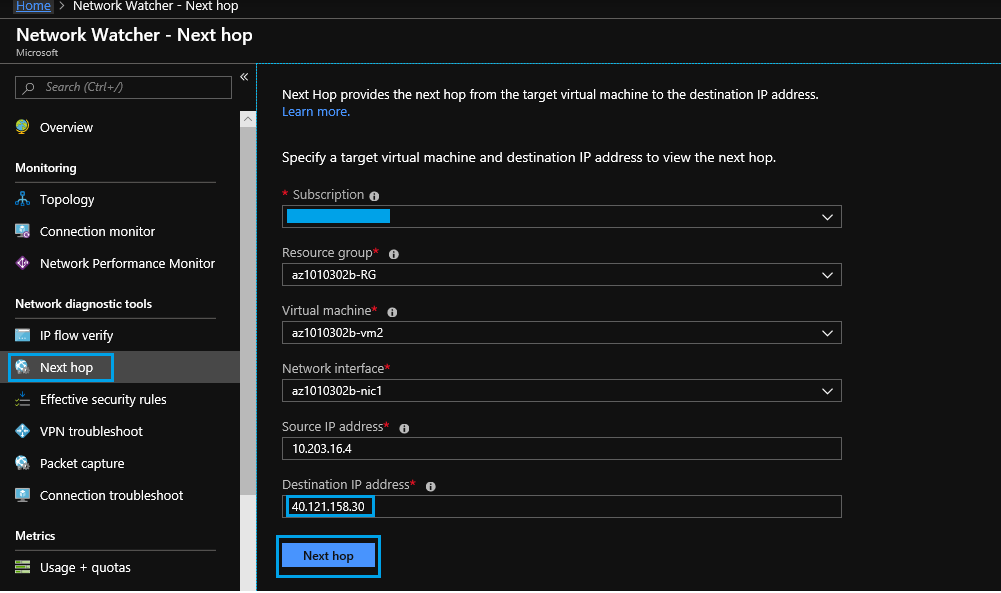 Home > Network Watcher - Next hop
Network Watcher - Next hop
Microsoft
Search (Ctrl+/)
«
Overview
Monitoring
Topology
Connection monitor
Network Performance Monitor
Network diagnostic tools
IP flow verify
Next hop
Effective security rules
VPN troubleshoot
Packet capture
Connection troubleshoot
Metrics
Usage + quotas
Next Hop provides the next hop from the target virtual machine to the destination IP address.
Learn more.
Specify a target virtual machine and destination IP address to view the next hop.
* Subscription
Resource group*
az1010302b-RG
Virtual machine*
az1010302b-vm2
Network interface*
az1010302b-nic1
Source IP address*
10.203.16.4
Destination IP address*
40.121.158.30
Next hop